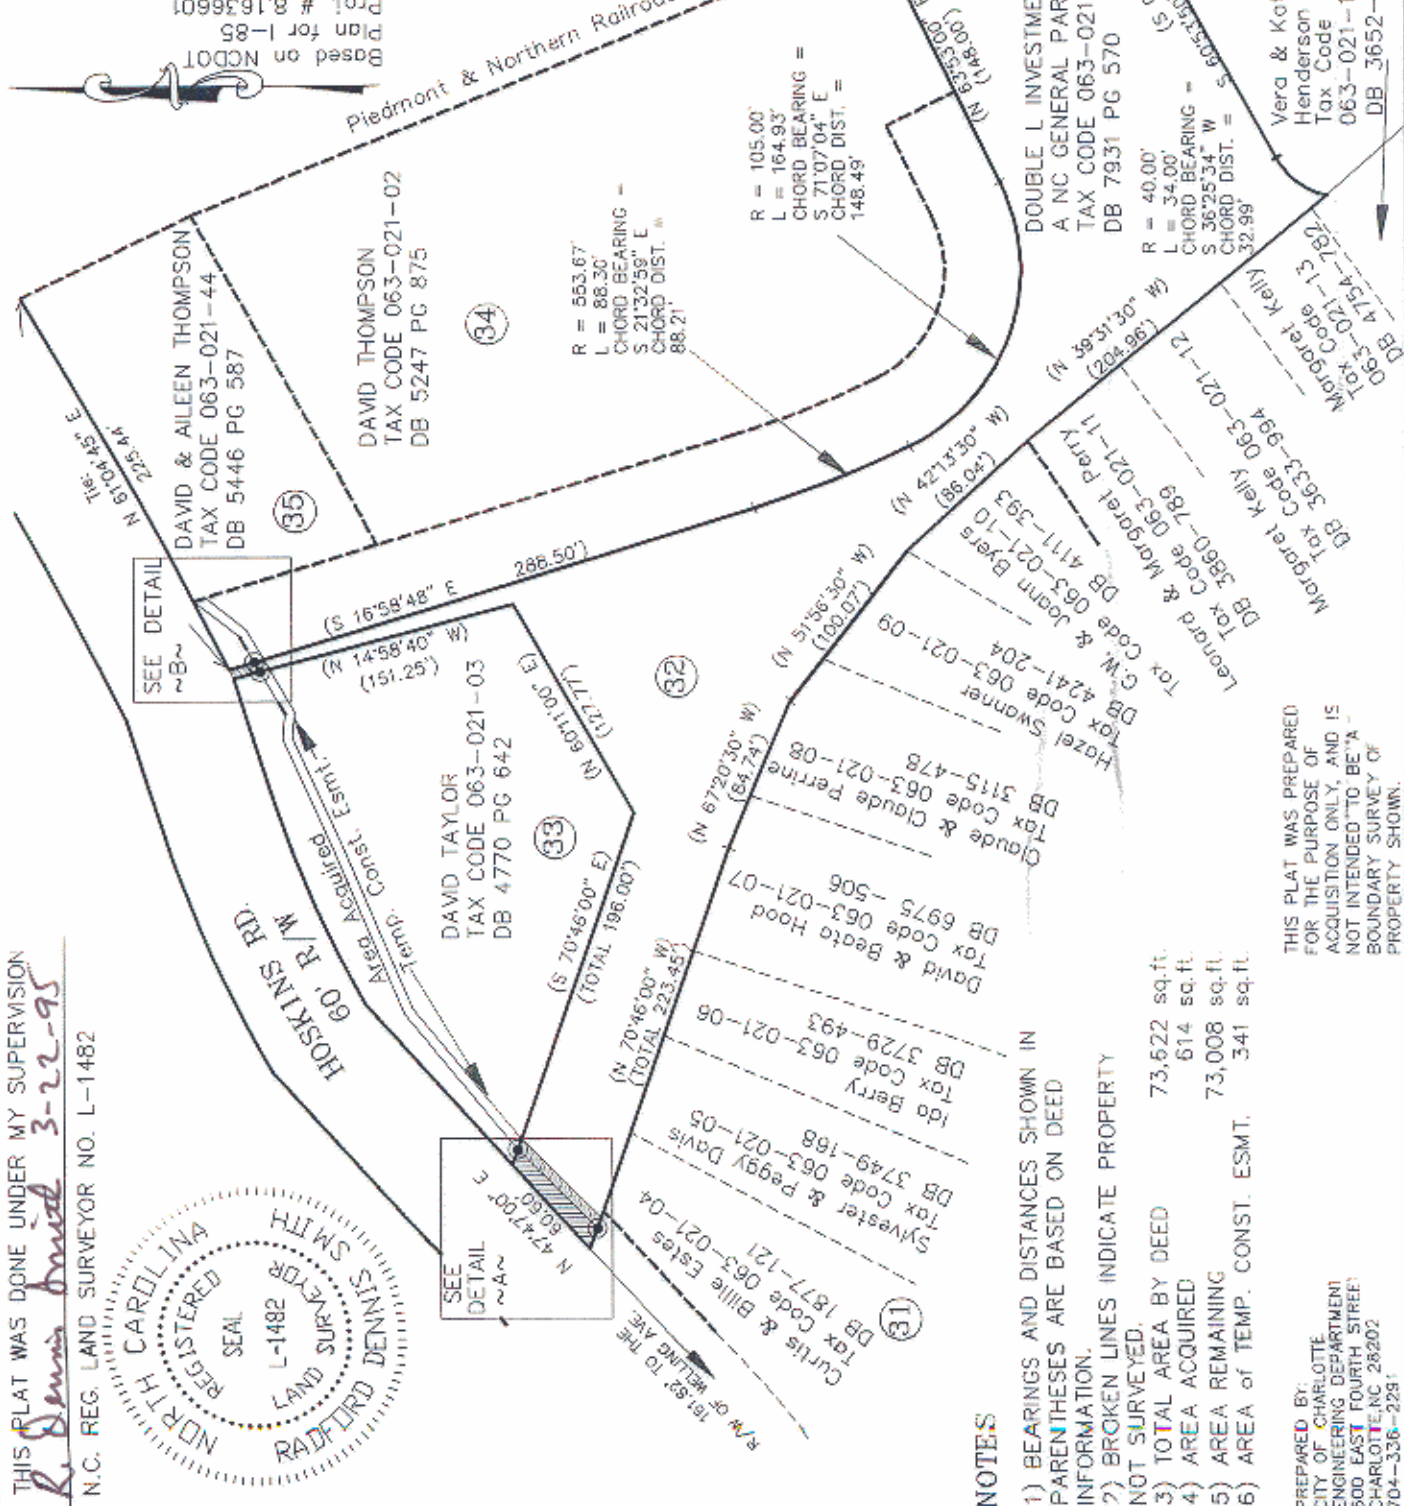 THIS PLAT WAS DONE UNDER MY SUPERVISION
R. Dennis Smith 3-22-95
N.C. REG. LAND SURVEYOR NO. L-1482
NORTH CAROLINA
REGISTERED
SEAL
L-1482
LAND SURVEYOR
RADFORD DENNIS SMITH
Based on NCDOT
Plan for I-85
Proj. # 8.1636601
Piedmont & Northern Railroad
HOSKINS RD.
60' R/W
Tie:
N 61°04'45" E
225.44'
SEE DETAIL
~B~
DAVID & AILEEN THOMPSON
TAX CODE 063-021-44
DB 5446 PG 587
35
DAVID THOMPSON
TAX CODE 063-021-02
DB 5247 PG 875
34
(S 16°58'48" E
288.50')
(N 14°58'40" W)
(151.25')
Area Acquired
Temp. Const. Esmt.
DAVID TAYLOR
TAX CODE 063-021-03
DB 4770 PG 642
33
(N 60°11'00" E)
(127.77')
(S 70°46'00" E)
(TOTAL 196.00')
32
R = 553.67'
L = 88.30'
CHORD BEARING =
S 21°32'59" E
CHORD DIST. =
88.21'
R = 105.00'
L = 164.93'
CHORD BEARING =
S 71°07'04" E
CHORD DIST. =
148.49'
(N 63°53'00" E)
(148.00')
DOUBLE L INVESTME
A NC GENERAL PAR
TAX CODE 063-021
DB 7931 PG 570
R = 40.00'
L = 34.00'
CHORD BEARING =
S 36°25'34" W
CHORD DIST. =
32.99'
S 60°53'50"
(S
Vera & Kat
Henderson
Tax Code
063-021-1
DB 3652-
SEE
DETAIL
~A~
N 47°47'00" E
60.60'
161.52' TO THE
R/W OF WELLING AVE.
(N 70°46'00" W)
(TOTAL 223.45')
(N 67°20'30" W)
(84.74')
(N 51°56'30" W)
(100.07')
(N 42°13'30" W)
(86.04')
(N 39°31'30" W)
(204.96')
Curtis & Billie Estes
Tax Code 063-021-04
DB 1877-121
31
Sylvester & Peggy Davis
Tax Code 063-021-05
DB 3749-168
Ida Berry
Tax Code 063-021-06
DB 3729-493
David & Beata Hood
Tax Code 063-021-07
DB 6975 -506
Claude & Claude Perrine
Tax Code 063-021-08
DB 3115-478
Hazel Swanner
Tax Code 063-021-09
DB 4241-204
C. W. & Joann Byers
Tax Code 063-021-10
DB 4111-393
Leonard & Margaret Perry
Tax Code 063-021-11
DB 3860-789
Margaret Kelly
Tax Code 063-021-12
DB 3633-994
Margaret Kelly
Tax Code
063-021-13
DB 4754-782
NOTES
1) BEARINGS AND DISTANCES SHOWN IN
PARENTHESES ARE BASED ON DEED
INFORMATION.
2) BROKEN LINES INDICATE PROPERTY
NOT SURVEYED.
3) TOTAL AREA BY DEED 73,622 sq.ft.
4) AREA ACQUIRED 614 sq.ft.
5) AREA REMAINING 73,008 sq.ft.
6) AREA of TEMP. CONST. ESMT. 341 sq.ft.
THIS PLAT WAS PREPARED
FOR THE PURPOSE OF
ACQUISITION ONLY, AND IS
NOT INTENDED TO BE A
BOUNDARY SURVEY OF
PROPERTY SHOWN.
PREPARED BY:
CITY OF CHARLOTTE
ENGINEERING DEPARTMENT
600 EAST FOURTH STREET
CHARLOTTE, NC 28202
704-336-2291